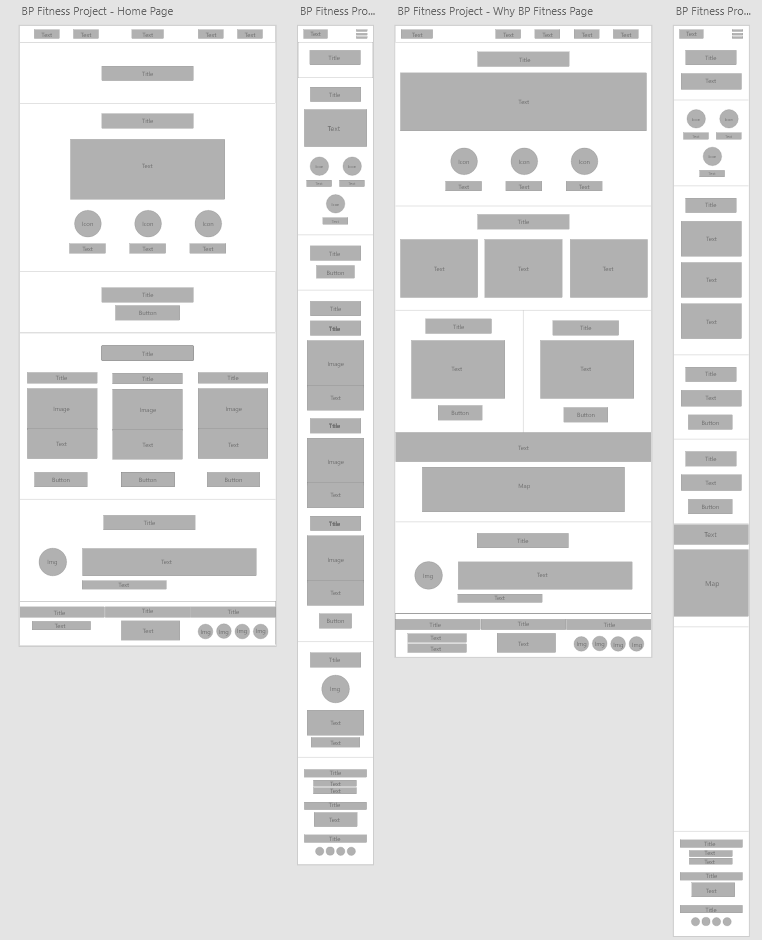 BP Fitness Project - Home Page
Text Text Text Text Text
Title
Title
Text
Icon Icon Icon
Text Text Text
Title
Button
Title
Title Title Title
Image Image Image
Text Text Text
Button Button Button
Title
Img Text
Text
Title Title Title
Text Text Img Img Img Img
BP Fitness Pro...
Text
Title
Title
Text
Icon Icon
Text Text
Icon
Text
Title
Button
Title
Title
Image
Text
Title
Image
Text
Title
Image
Text
Button
Title
Img
Text
Text
Title
Text
Text
Title
Text
Title
BP Fitness Project - Why BP Fitness Page
Text Text Text Text Text
Title
Text
Icon Icon Icon
Text Text Text
Title
Text Text Text
Title Title
Text Text
Button Button
Text
Map
Title
Img Text
Text
Title Title Title
Text Text Img Img Img Img
Text
BP Fitness Pro...
Text
Title
Text
Icon Icon
Text Text
Icon
Text
Title
Text
Text
Text
Title
Text
Button
Title
Text
Button
Text
Map
Title
Text
Text
Title
Text
Title